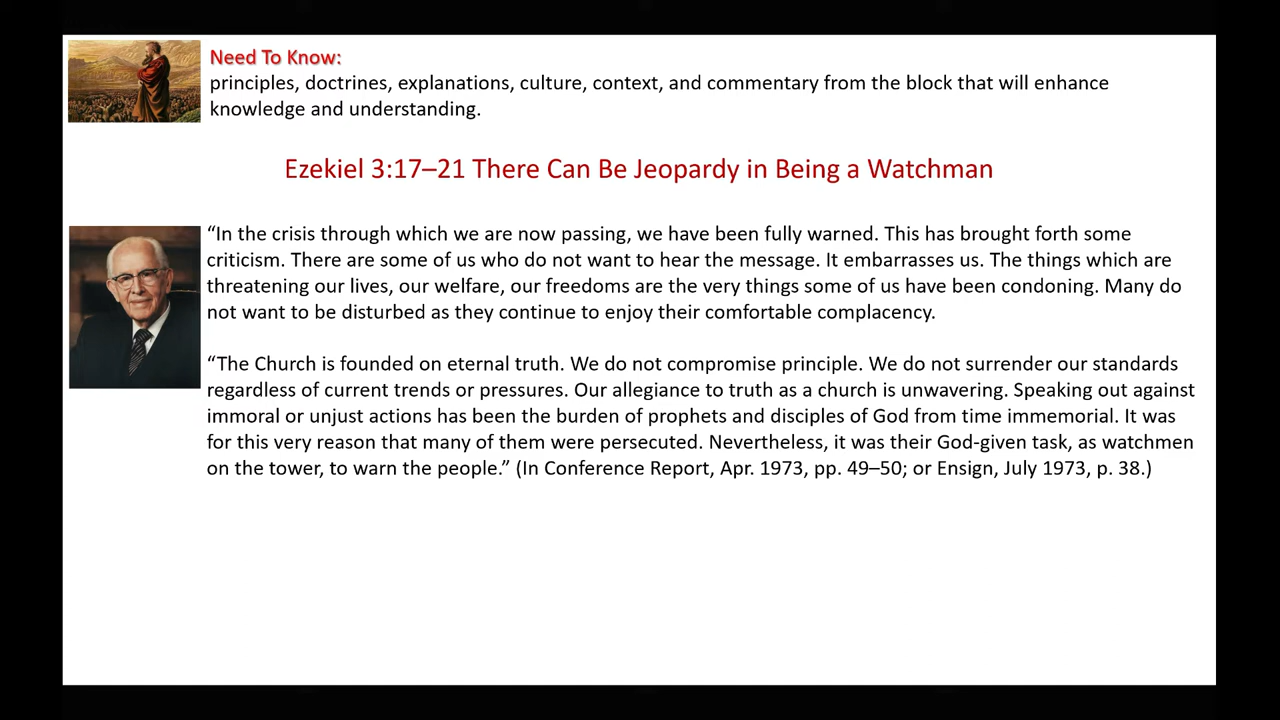 Need To Know:
principles, doctrines, explanations, culture, context, and commentary from the block that will enhance
knowledge and understanding.
Ezekiel 3:17–21 There Can Be Jeopardy in Being a Watchman
“In the crisis through which we are now passing, we have been fully warned. This has brought forth some
criticism. There are some of us who do not want to hear the message. It embarrasses us. The things which are
threatening our lives, our welfare, our freedoms are the very things some of us have been condoning. Many do
not want to be disturbed as they continue to enjoy their comfortable complacency.
“The Church is founded on eternal truth. We do not compromise principle. We do not surrender our standards
regardless of current trends or pressures. Our allegiance to truth as a church is unwavering. Speaking out against
immoral or unjust actions has been the burden of prophets and disciples of God from time immemorial. It was
for this very reason that many of them were persecuted. Nevertheless, it was their God-given task, as watchmen
on the tower, to warn the people.” (In Conference Report, Apr. 1973, pp. 49–50; or Ensign, July 1973, p. 38.)